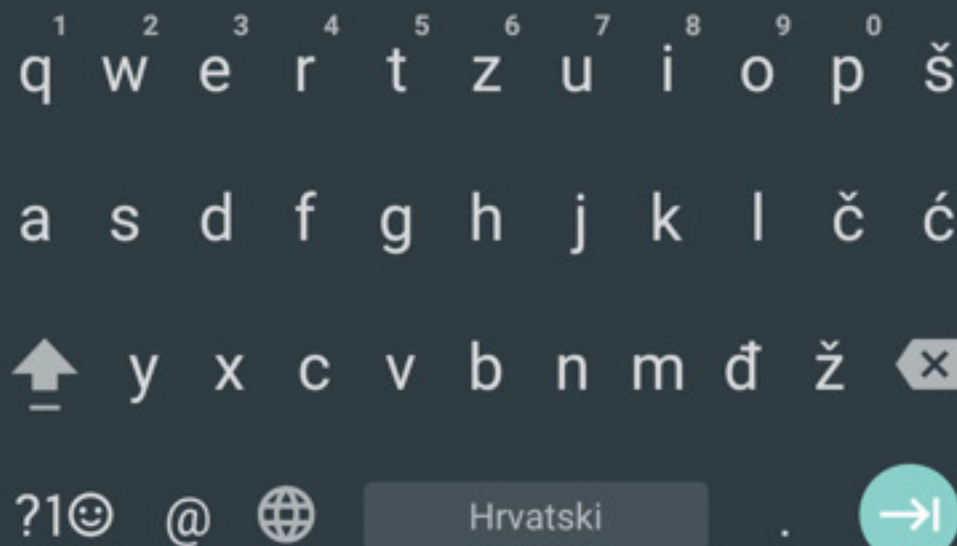 1 2 3 4 5 6 7 8 9 0
q w e r t z u i o p š
a s d f g h j k l č ć
y x c v b n m đ ž
?1☺ @ Hrvatski .